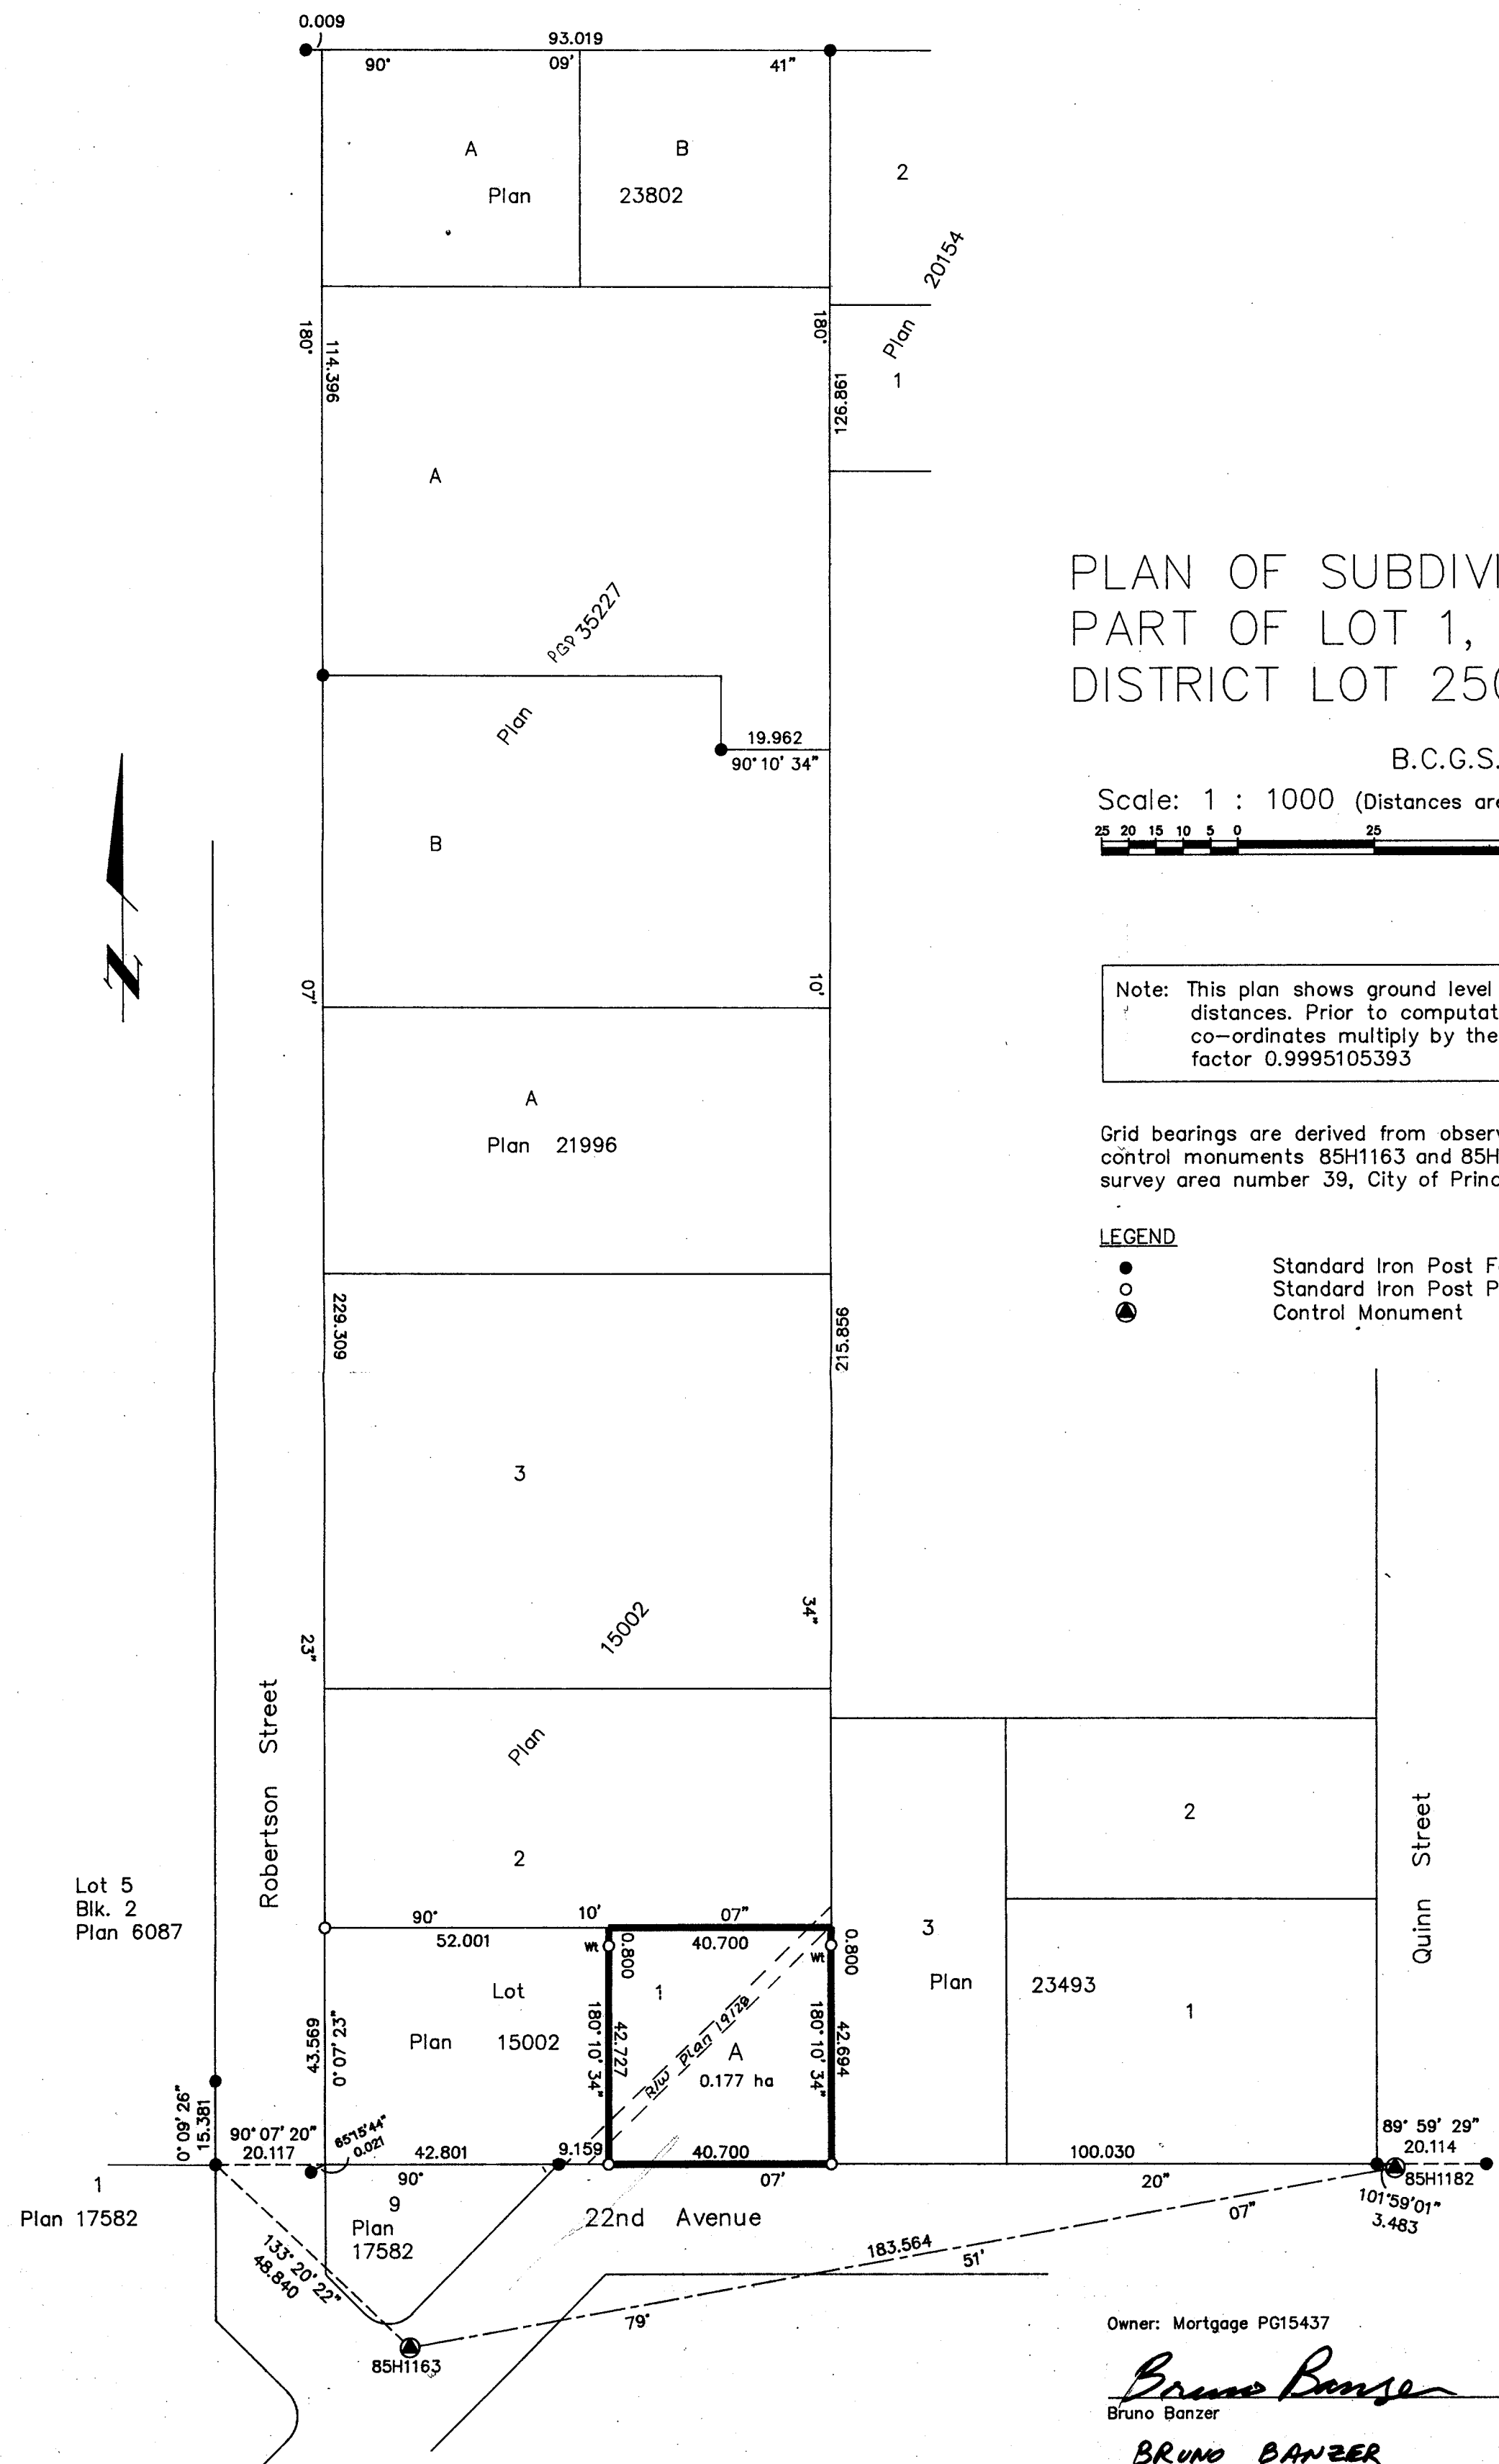 0.009
93.019
90° 09' 41"
A
B
2
Plan 23802
Plan 20154
1
180°
114.396
180°
126.861
A
PLAN OF SUBDIVI
PART OF LOT 1,
DISTRICT LOT 250
PGP 35227
Plan
19.962
90° 10' 34"
B.C.G.S.
Scale: 1 : 1000 (Distances are
25 20 15 10 5 0 25
B
N
07'
10'
Note: This plan shows ground level
distances. Prior to computat
co-ordinates multiply by the
factor 0.9995105393
A
Plan 21996
Grid bearings are derived from observ
control monuments 85H1163 and 85H
survey area number 39, City of Princ
LEGEND
Standard Iron Post F
Standard Iron Post P
Control Monument
229.309
215.856
3
23"
34"
15002
Plan
Robertson Street
2
2
Quinn Street
Lot 5
Blk. 2
Plan 6087
90° 10' 07"
52.001
40.700
Wt
0.800
Wt
0.800
3
Plan 23493
1
Lot
1
Plan 15002
43.569
0° 07' 23"
180° 10' 34"
42.727
R/W Plan 19728
A
0.177 ha
180° 10' 34"
42.694
0° 09' 26"
15.381
90° 07' 20"
20.117
65°15'44"
0.021
42.801
9.159
40.700
100.030
89° 59' 29"
20.114
90° 07' 20"
85H1182
101°59'01"
3.483
1
Plan 17582
9
Plan
17582
22nd Avenue
133° 20' 22"
48.840
183.564
79° 51' 07"
85H1163
Owner: Mortgage PG15437
Bruno Banzer
Bruno Banzer
BRUNO BANZER